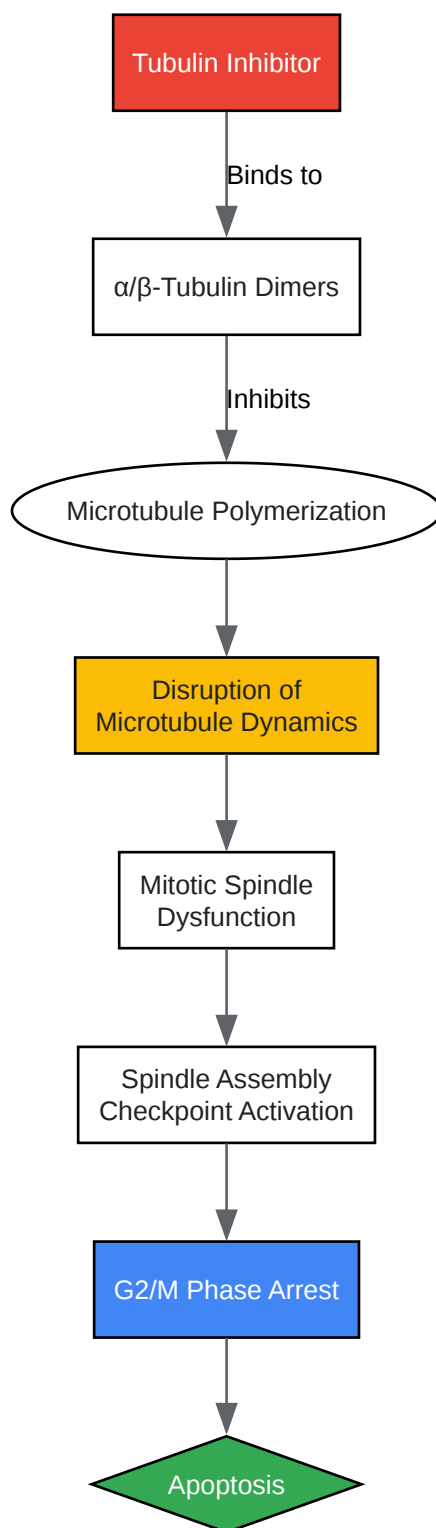 Tubulin Inhibitor
Binds to
α/β-Tubulin Dimers
Inhibits
Microtubule Polymerization
Disruption of
Microtubule Dynamics
Mitotic Spindle
Dysfunction
Spindle Assembly
Checkpoint Activation
G2/M Phase Arrest
Apoptosis